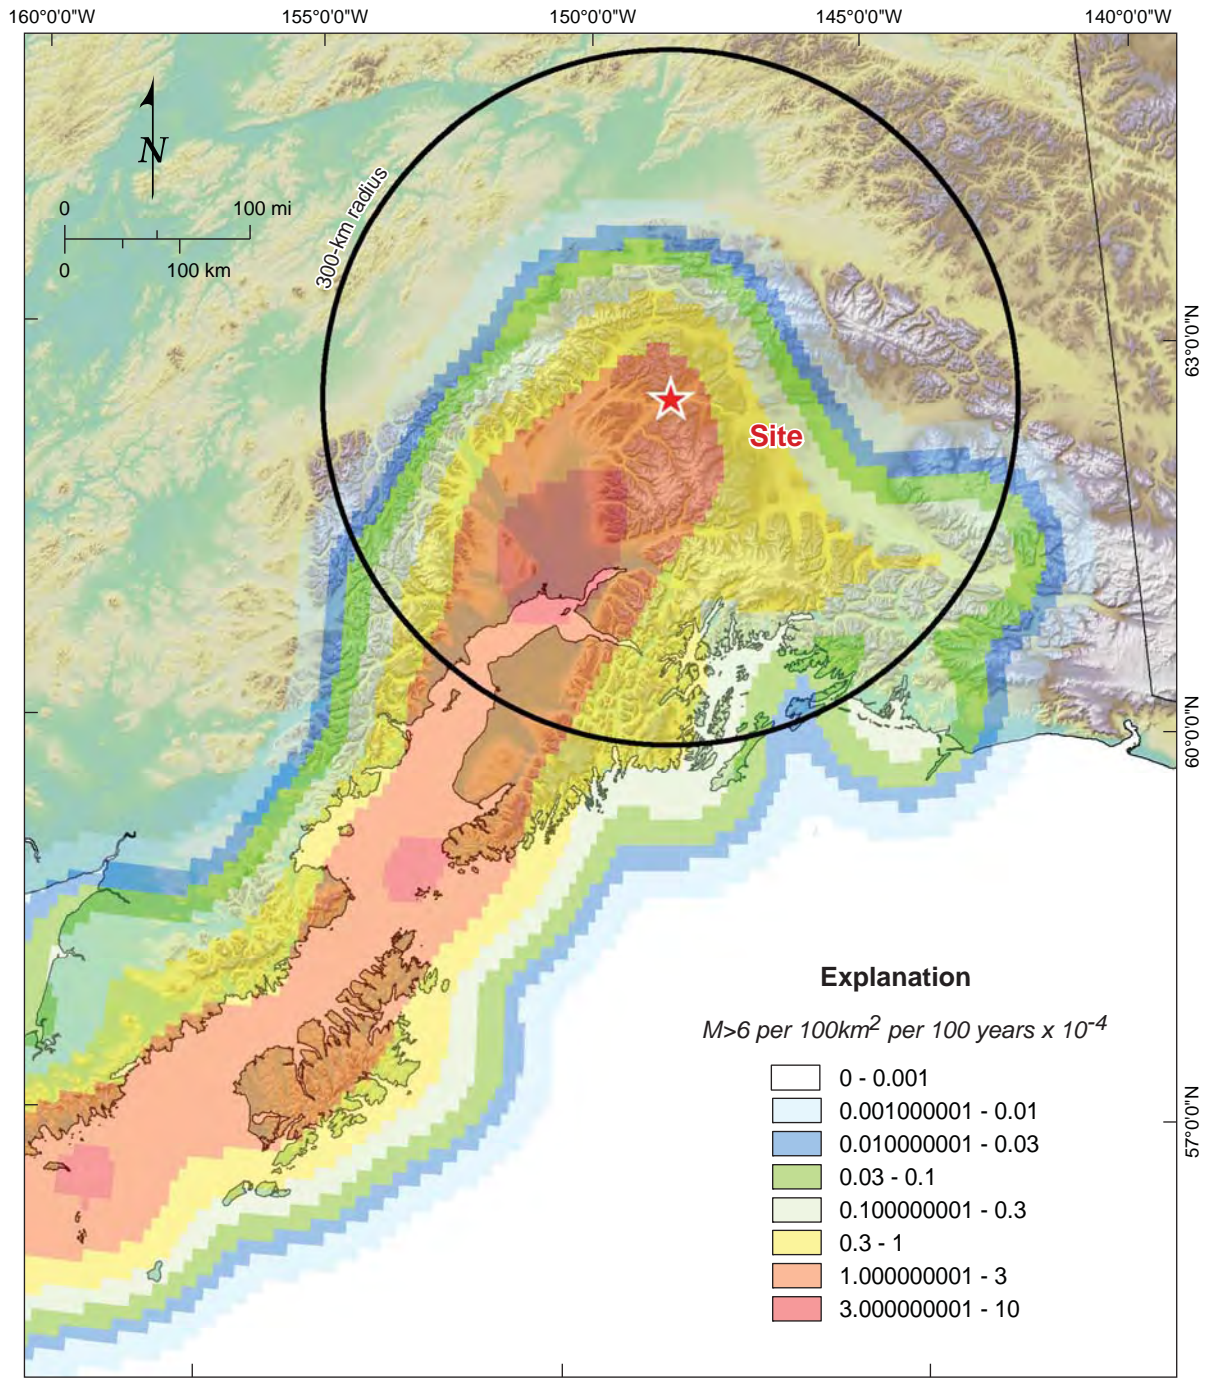 160°0'0"W 155°0'0"W 150°0'0"W 145°0'0"W 140°0'0"W
N
0 100 mi
0 100 km
300-km radius
63°0'0"N
Site
60°0'0"N
57°0'0"N
Explanation
M>6 per 100km² per 100 years x 10⁻⁴
0 - 0.001
0.001000001 - 0.01
0.010000001 - 0.03
0.03 - 0.1
0.100000001 - 0.3
0.3 - 1
1.000000001 - 3
3.000000001 - 10